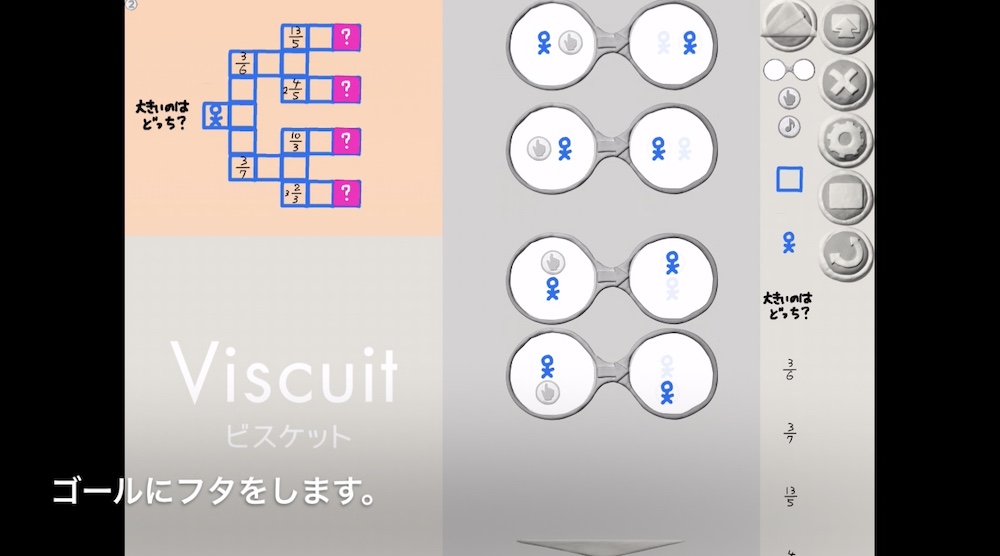 ②
大きいのは
どっち?
3/6
13/5
?
2 4/5
?
10/3
?
3/7
3 2/3
?
Viscuit
ビスケット
ゴールにフタをします。
大きいのは
どっち?
3/6
3/7
13/5
4